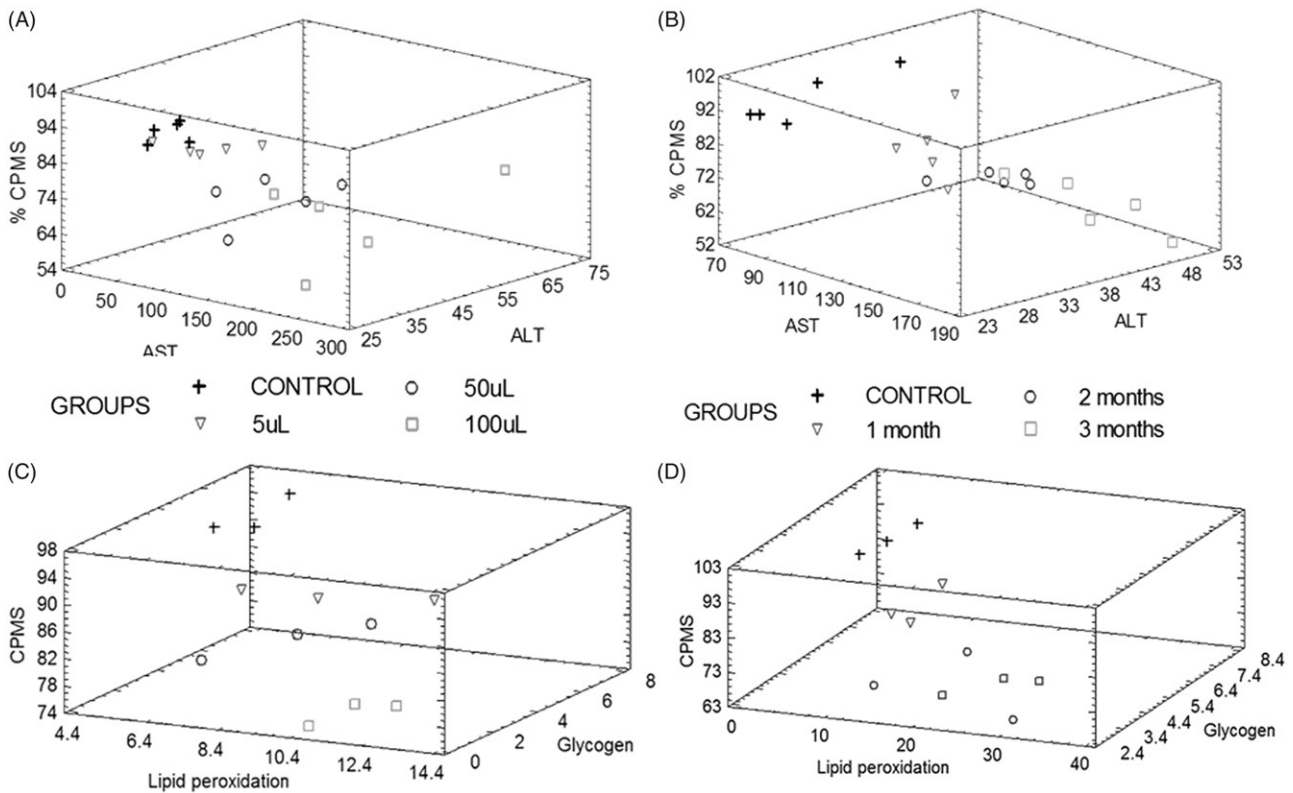 (A)
104
94
84
74
64
54
% CPMS
0
50
100
150
200
250
300
AST
25
35
45
55
65
75
ALT
GROUPS
CONTROL
50uL
5uL
100uL
(B)
102
92
82
72
62
52
% CPMS
70
90
110
130
150
170
190
AST
23
28
33
38
43
48
53
ALT
GROUPS
CONTROL
2 months
1 month
3 months
(C)
98
94
90
86
82
78
74
CPMS
4.4
6.4
8.4
10.4
12.4
14.4
Lipid peroxidation
0
2
4
6
8
Glycogen
(D)
103
93
83
73
63
CPMS
0
10
20
30
40
Lipid peroxidation
2.4
3.4
4.4
5.4
6.4
7.4
8.4
Glycogen